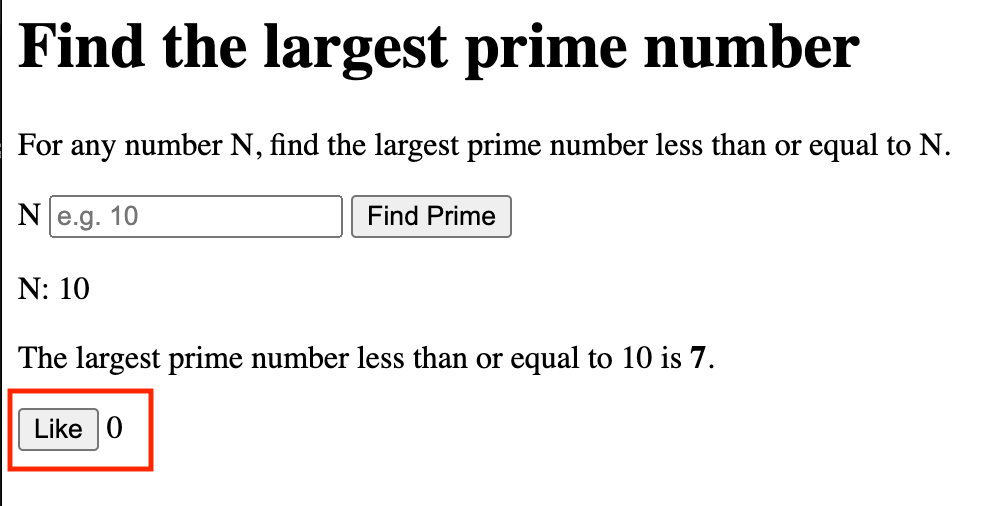 Find the largest prime number
For any number N, find the largest prime number less than or equal to N.
N e.g. 10 Find Prime
N: 10
The largest prime number less than or equal to 10 is 7.
Like 0